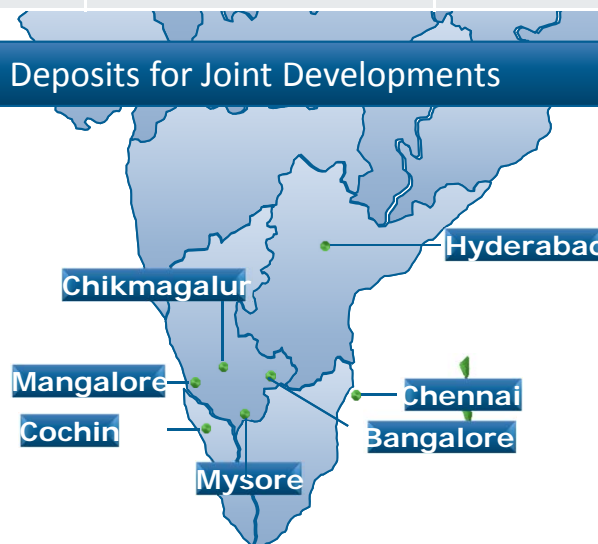 Deposits for Joint Developments
Hyderabad
Chikmagalur
Mangalore
Chennai
Cochin
Bangalore
Mysore